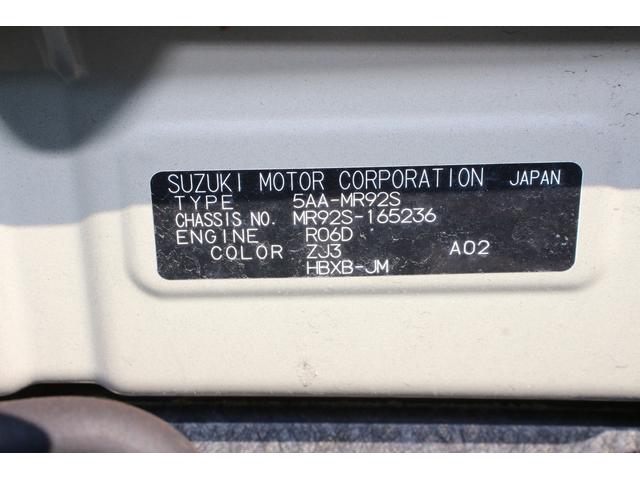 SUZUKI MOTOR CORPORATION JAPAN
TYPE 5AA-MR92S
CHASSIS NO. MR92S-165236
ENGINE R06D
COLOR ZJ3 A02
HBXB-JM